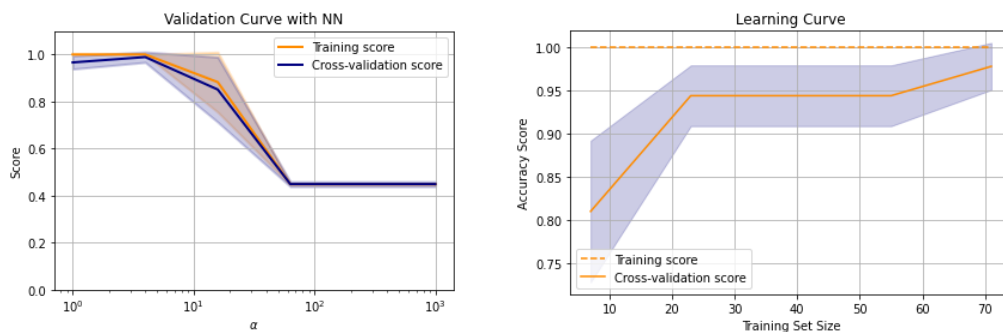 Validation Curve with NN
Score
1.0
0.8
0.6
0.4
0.2
0.0
Training score
Cross-validation score
10⁰
10¹
10²
10³
α
Learning Curve
Accuracy Score
1.00
0.95
0.90
0.85
0.80
0.75
Training score
Cross-validation score
10
20
30
40
50
60
70
Training Set Size